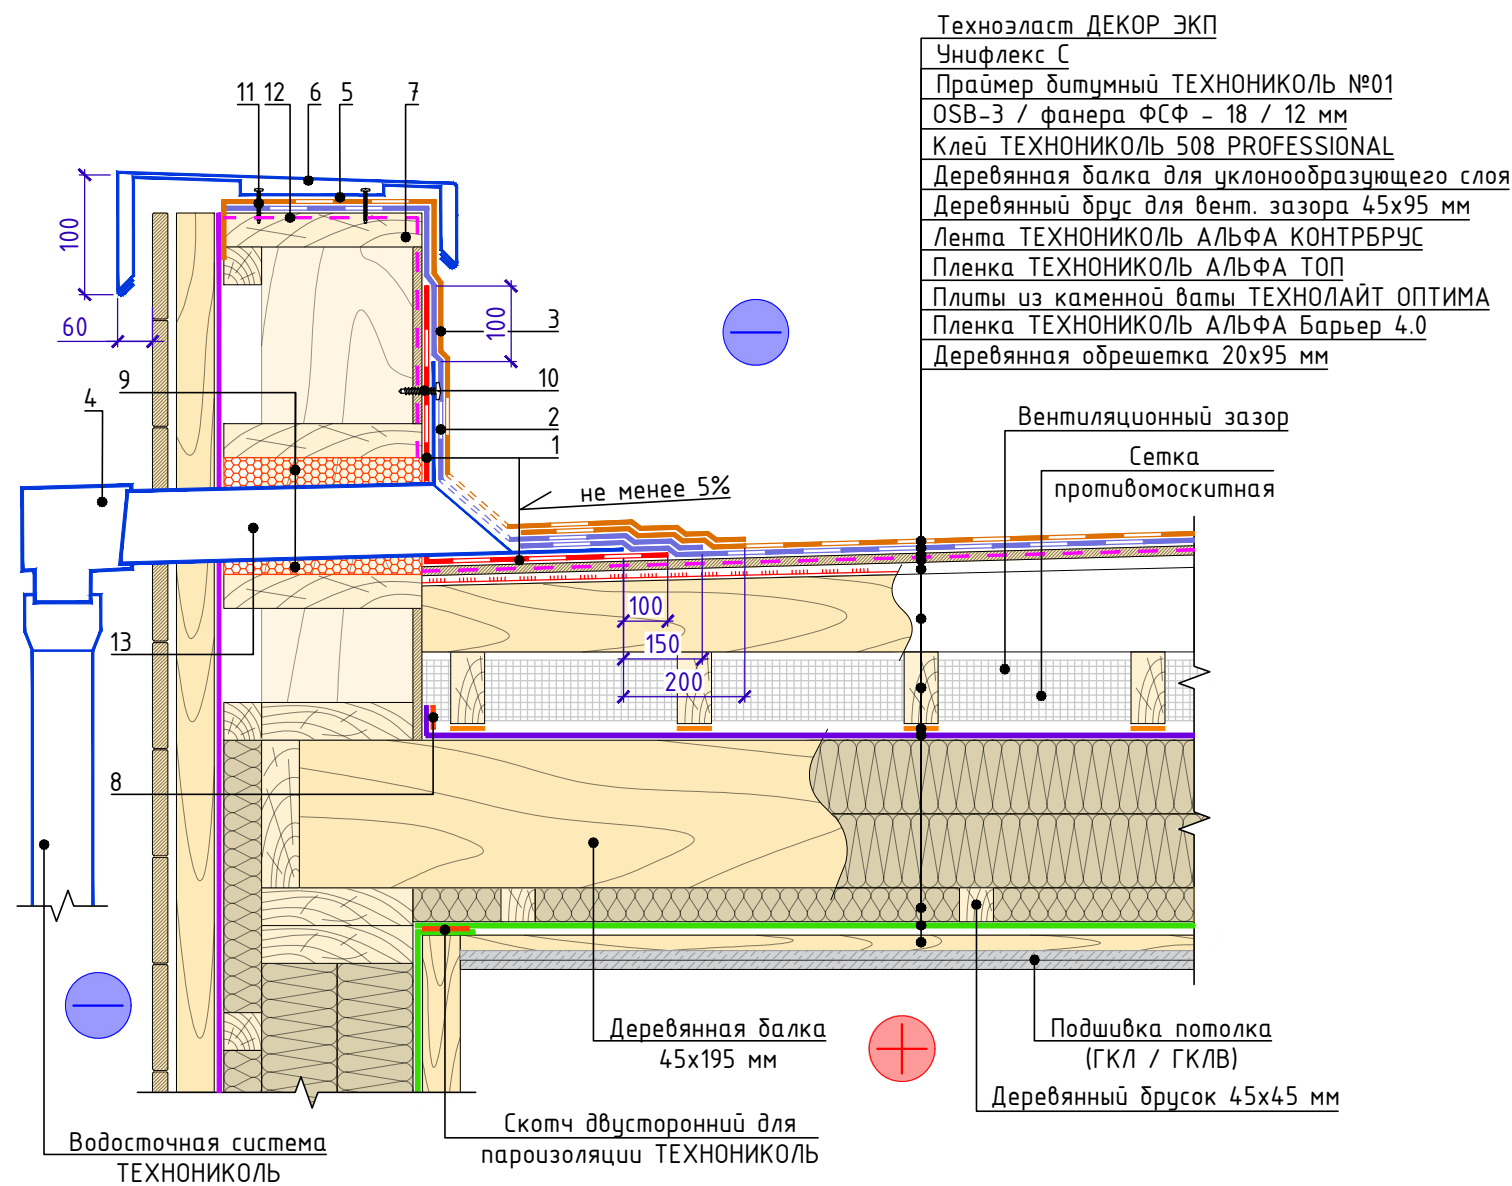 Техноэласт ДЕКОР ЭКП
Унифлекс С
Праймер битумный ТЕХНОНИКОЛЬ №01
OSB-3 / фанера ФСФ - 18 / 12 мм
Клей ТЕХНОНИКОЛЬ 508 PROFESSIONAL
Деревянная балка для уклонообразующего слоя
Деревянный брус для вент. зазора 45х95 мм
Лента ТЕХНОНИКОЛЬ АЛЬФА КОНТРБРУС
Пленка ТЕХНОНИКОЛЬ АЛЬФА ТОП
Плиты из каменной ваты ТЕХНОЛАЙТ ОПТИМА
Пленка ТЕХНОНИКОЛЬ АЛЬФА Барьер 4.0
Деревянная обрешетка 20х95 мм
11 12 6 5 7
100
60
100
3
9
4
10
2
1
не менее 5%
Вентиляционный зазор
Сетка
противомоскитная
13
100
150
200
8
Деревянная балка
45х195 мм
Подшивка потолка
(ГКЛ / ГКЛВ)
Деревянный брусок 45х45 мм
Скотч двусторонний для
пароизоляции ТЕХНОНИКОЛЬ
Водосточная система
ТЕХНОНИКОЛЬ